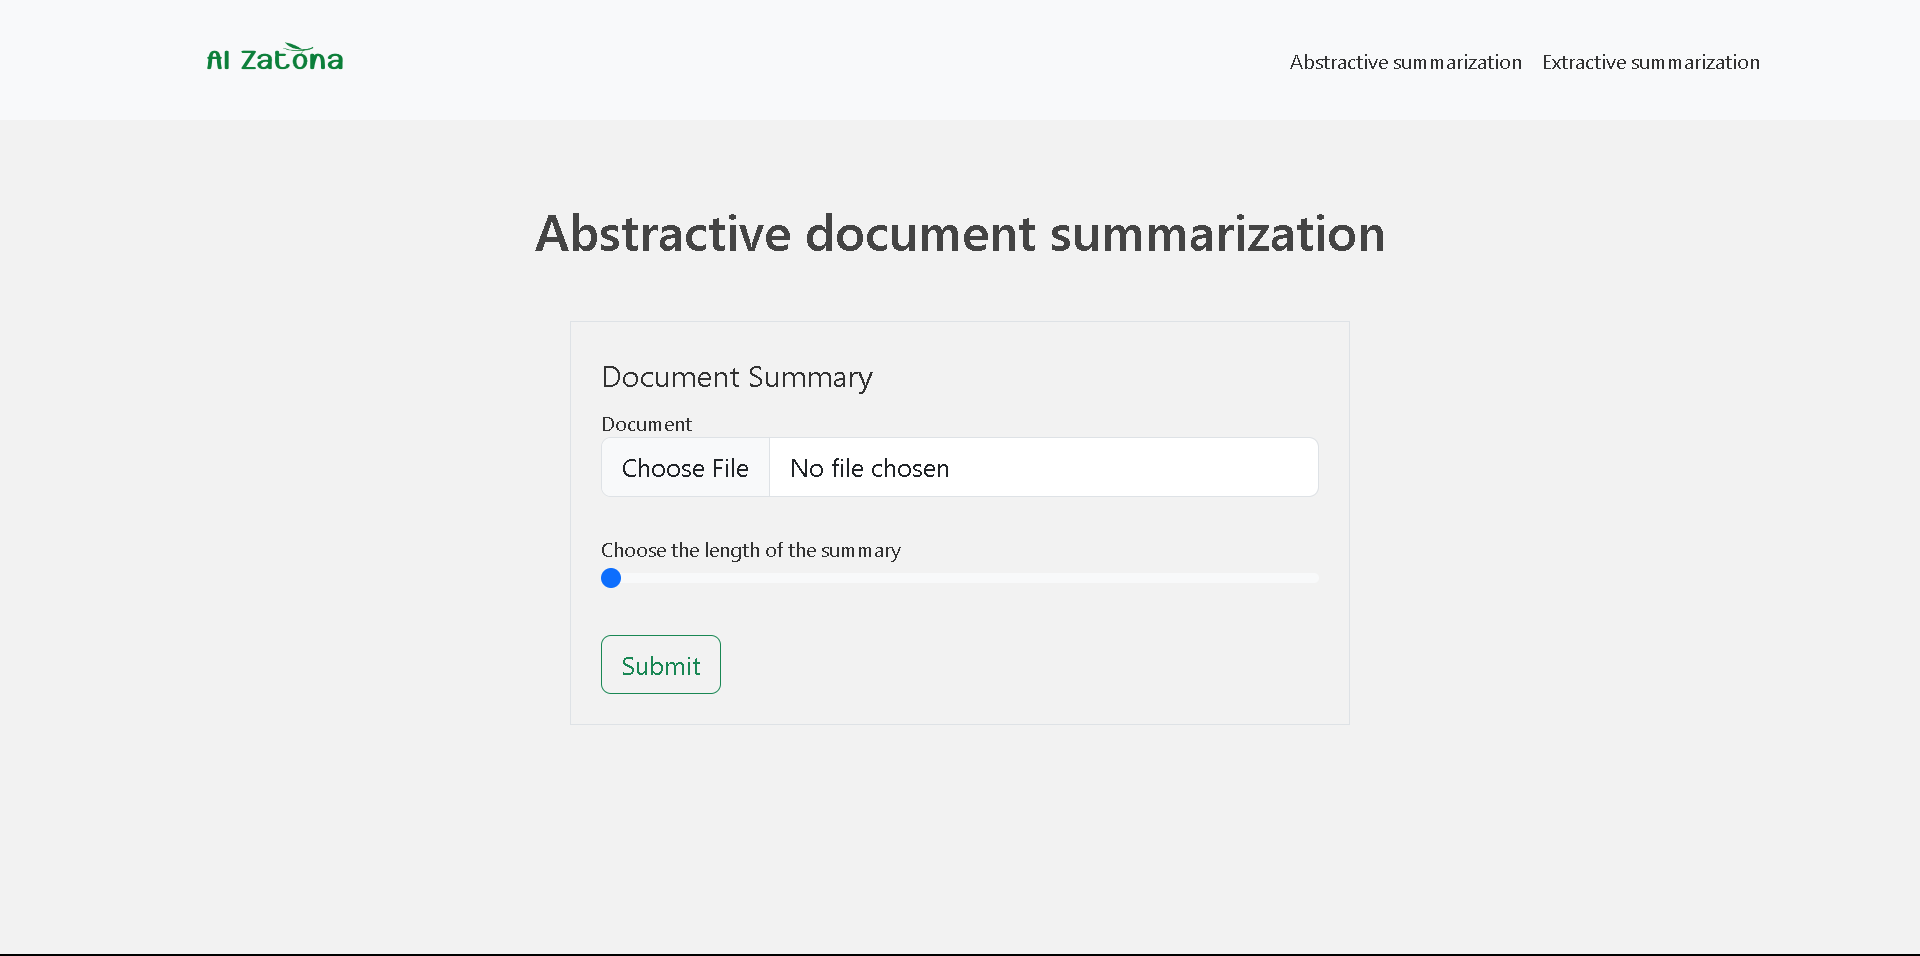 Al Zatona
Abstractive summarization Extractive summarization
Abstractive document summarization
Document Summary
Document
Choose File No file chosen
Choose the length of the summary
Submit